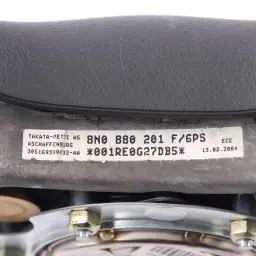 TAKATA-PETRI AG
ASCHAFFENBURG
8N0 880 201 F/6PS
ECE
*001RE0G27DB5*
13.02.2004